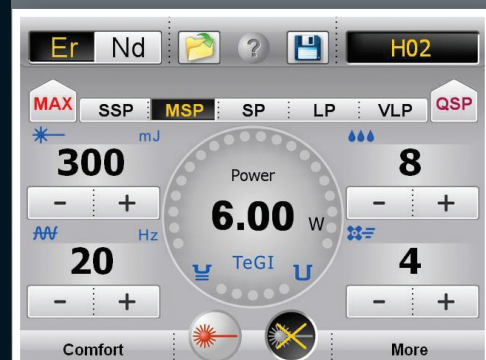 Er Nd ? H02
MAX SSP MSP SP LP VLP QSP
mJ
300 Power 8
- + 6.00 W - +
Hz
20 TeGI 4
- + - +
Comfort More